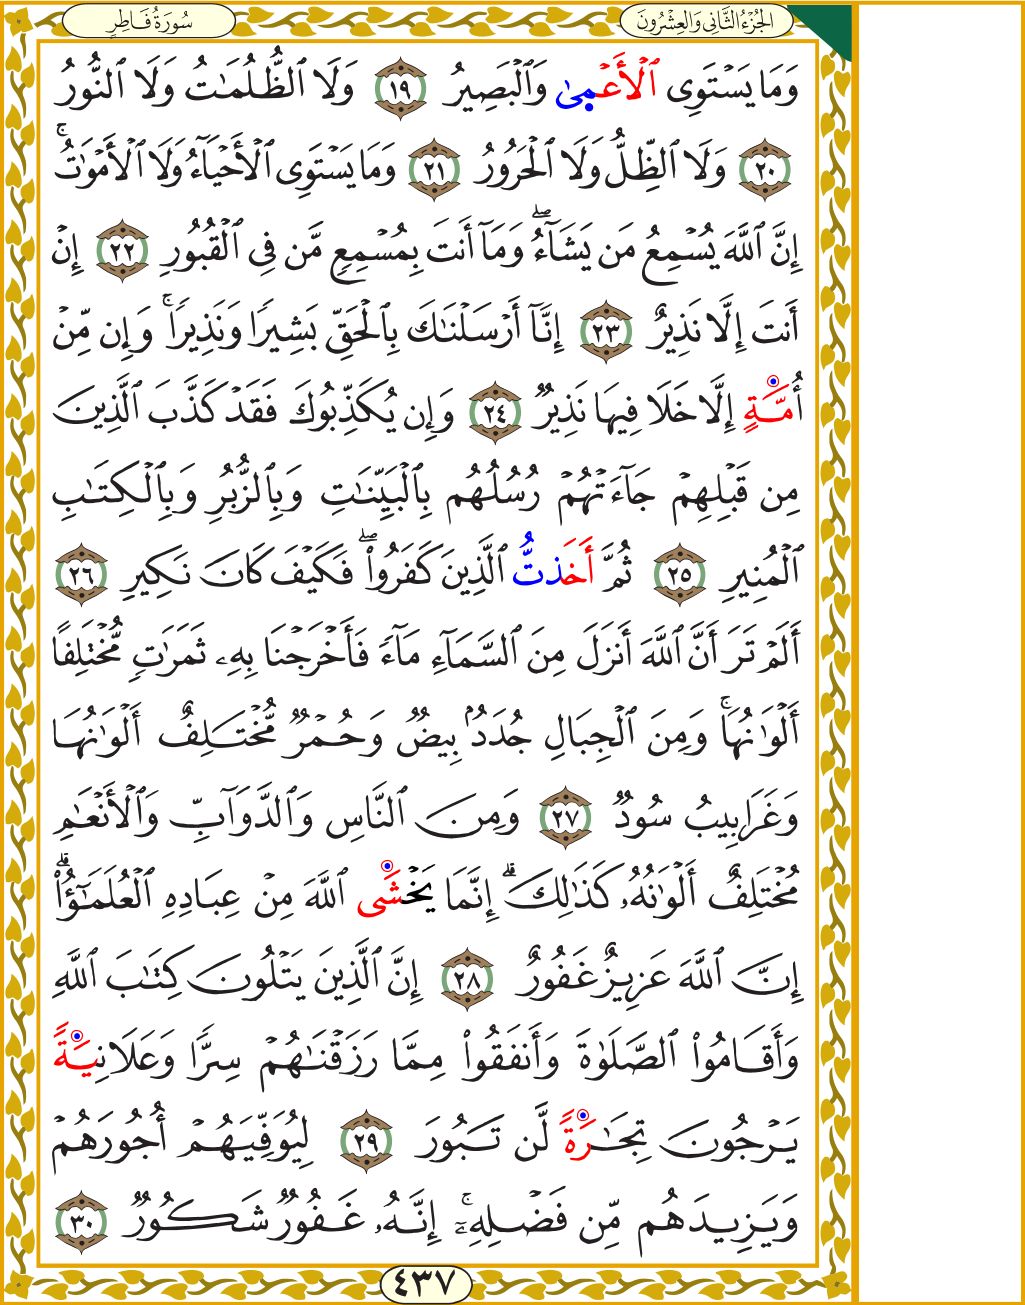 الجُزْءُ الثَّانِي وَالعِشْرُونَ
سُورَةُ فَاطِرٍ
وَمَا يَسْتَوِى ٱلْأَعْمَىٰ وَٱلْبَصِيرُ ١٩ وَلَا ٱلظُّلُمَٰتُ وَلَا ٱلنُّورُ
٢٠ وَلَا ٱلظِّلُّ وَلَا ٱلْحَرُورُ ٢١ وَمَا يَسْتَوِى ٱلْأَحْيَآءُ وَلَا ٱلْأَمْوَٰتُ ۚ
إِنَّ ٱللَّهَ يُسْمِعُ مَن يَشَآءُ ۖ وَمَآ أَنتَ بِمُسْمِعٍ مَّن فِى ٱلْقُبُورِ ٢٢ إِنْ
أَنتَ إِلَّا نَذِيرٌ ٢٣ إِنَّآ أَرْسَلْنَٰكَ بِٱلْحَقِّ بَشِيرًا وَنَذِيرًا ۚ وَإِن مِّنْ
أُمَّةٍ إِلَّا خَلَا فِيهَا نَذِيرٌ ٢٤ وَإِن يُكَذِّبُوكَ فَقَدْ كَذَّبَ ٱلَّذِينَ
مِن قَبْلِهِمْ جَآءَتْهُمْ رُسُلُهُم بِٱلْبَيِّنَٰتِ وَبِٱلزُّبُرِ وَبِٱلْكِتَٰبِ
ٱلْمُنِيرِ ٢٥ ثُمَّ أَخَذتُّ ٱلَّذِينَ كَفَرُوا۟ ۖ فَكَيْفَ كَانَ نَكِيرِ ٢٦
أَلَمْ تَرَ أَنَّ ٱللَّهَ أَنزَلَ مِنَ ٱلسَّمَآءِ مَآءً فَأَخْرَجْنَا بِهِۦ ثَمَرَٰتٍ مُّخْتَلِفًا
أَلْوَٰنُهَا ۚ وَمِنَ ٱلْجِبَالِ جُدَدٌۢ بِيضٌ وَحُمْرٌ مُّخْتَلِفٌ أَلْوَٰنُهَا
وَغَرَابِيبُ سُودٌ ٢٧ وَمِنَ ٱلنَّاسِ وَٱلدَّوَآبِّ وَٱلْأَنْعَٰمِ
مُخْتَلِفٌ أَلْوَٰنُهُۥ كَذَٰلِكَ ۗ إِنَّمَا يَخْشَى ٱللَّهَ مِنْ عِبَادِهِ ٱلْعُلَمَٰٓؤُا۟ ۗ
إِنَّ ٱللَّهَ عَزِيزٌ غَفُورٌ ٢٨ إِنَّ ٱلَّذِينَ يَتْلُونَ كِتَٰبَ ٱللَّهِ
وَأَقَامُوا۟ ٱلصَّلَوٰةَ وَأَنفَقُوا۟ مِمَّا رَزَقْنَٰهُمْ سِرًّا وَعَلَانِيَةً
يَرْجُونَ تِجَٰرَةً لَّن تَبُورَ ٢٩ لِيُوَفِّيَهُمْ أُجُورَهُمْ
وَيَزِيدَهُم مِّن فَضْلِهِۦٓ ۚ إِنَّهُۥ غَفُورٌ شَكُورٌ ٣٠
٤٣٧